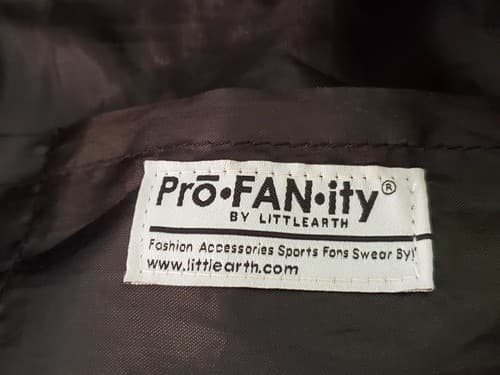 Prō•FAN•ity®
BY LITTLEARTH
Fashion Accessories Sports Fans Swear By!
www.littlearth.com